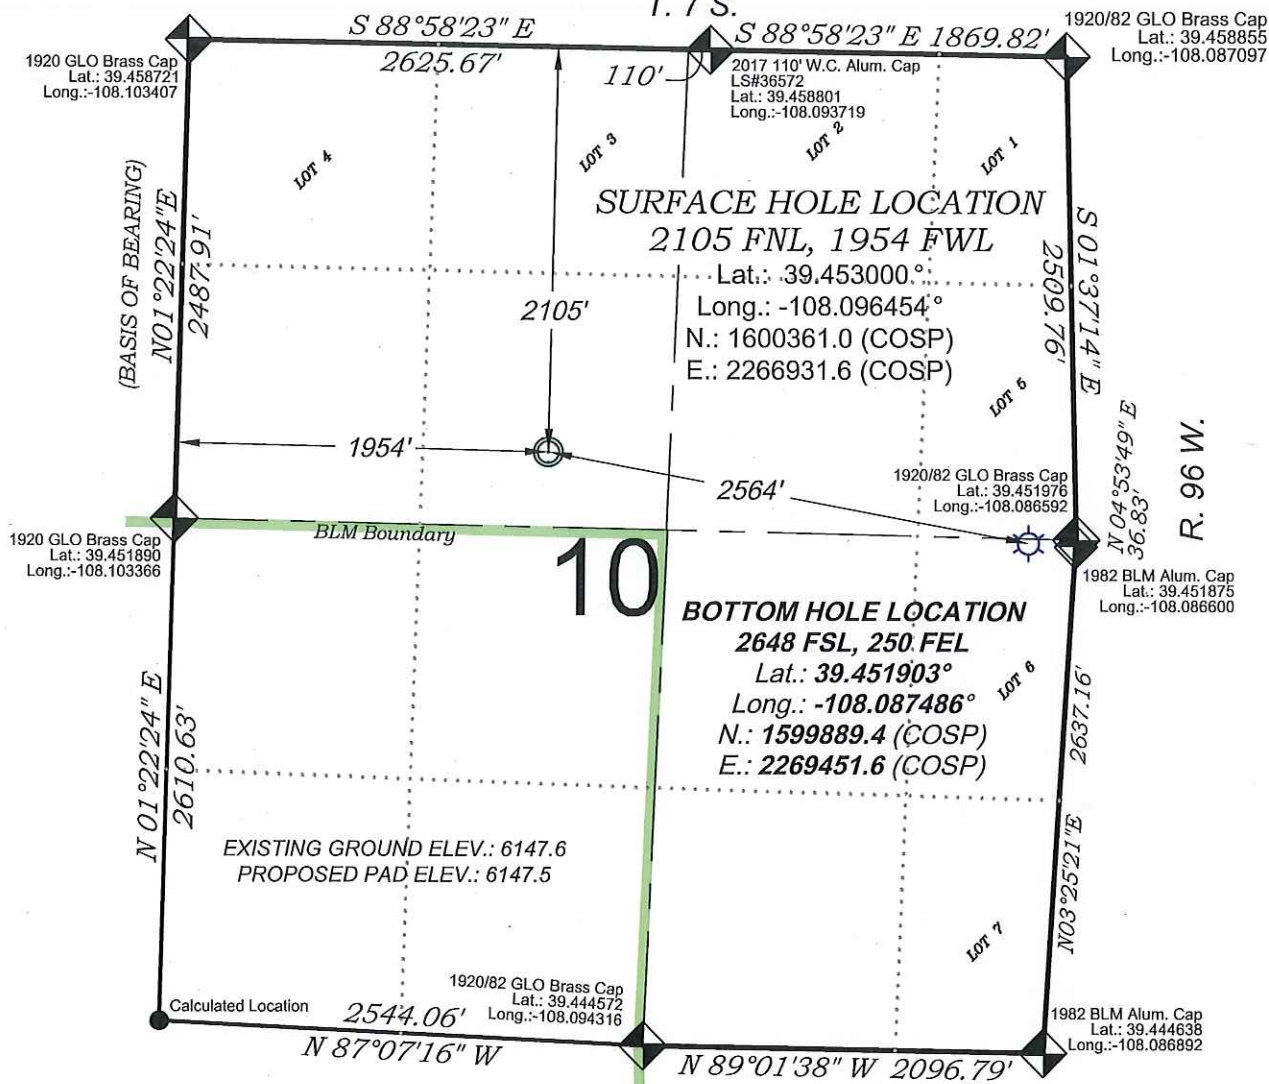 T. 7 S.
S 88°58'23" E
2625.67'
S 88°58'23" E 1869.82'
1920/82 GLO Brass Cap
Lat.: 39.458855
Long.:-108.087097
1920 GLO Brass Cap
Lat.: 39.458721
Long.:-108.103407
110'
2017 110' W.C. Alum. Cap
LS#36572
Lat.: 39.458801
Long.:-108.093719
LOT 4
LOT 3
LOT 2
LOT 1
(BASIS OF BEARING)
N01°22'24"E
2487.91'
SURFACE HOLE LOCATION
2105 FNL, 1954 FWL
Lat.: 39.453000°
Long.: -108.096454°
N.: 1600361.0 (COSP)
E.: 2266931.6 (COSP)
S 01°37'14" E
2509.76'
2105'
LOT 5
1954'
2564'
1920/82 GLO Brass Cap
Lat.: 39.451976
Long.:-108.086592
N 04°53'49" E
36.83'
R. 96 W.
1920 GLO Brass Cap
Lat.: 39.451890
Long.:-108.103366
BLM Boundary
10
1982 BLM Alum. Cap
Lat.: 39.451875
Long.:-108.086600
BOTTOM HOLE LOCATION
2648 FSL, 250 FEL
Lat.: 39.451903°
Long.: -108.087486°
N.: 1599889.4 (COSP)
E.: 2269451.6 (COSP)
LOT 6
N 01°22'24" E
2610.63'
2637.16'
N03°25'21"E
EXISTING GROUND ELEV.: 6147.6
PROPOSED PAD ELEV.: 6147.5
LOT 7
Calculated Location
2544.06'
N 87°07'16" W
1920/82 GLO Brass Cap
Lat.: 39.444572
Long.:-108.094316
N 89°01'38" W 2096.79'
1982 BLM Alum. Cap
Lat.: 39.444638
Long.:-108.086892